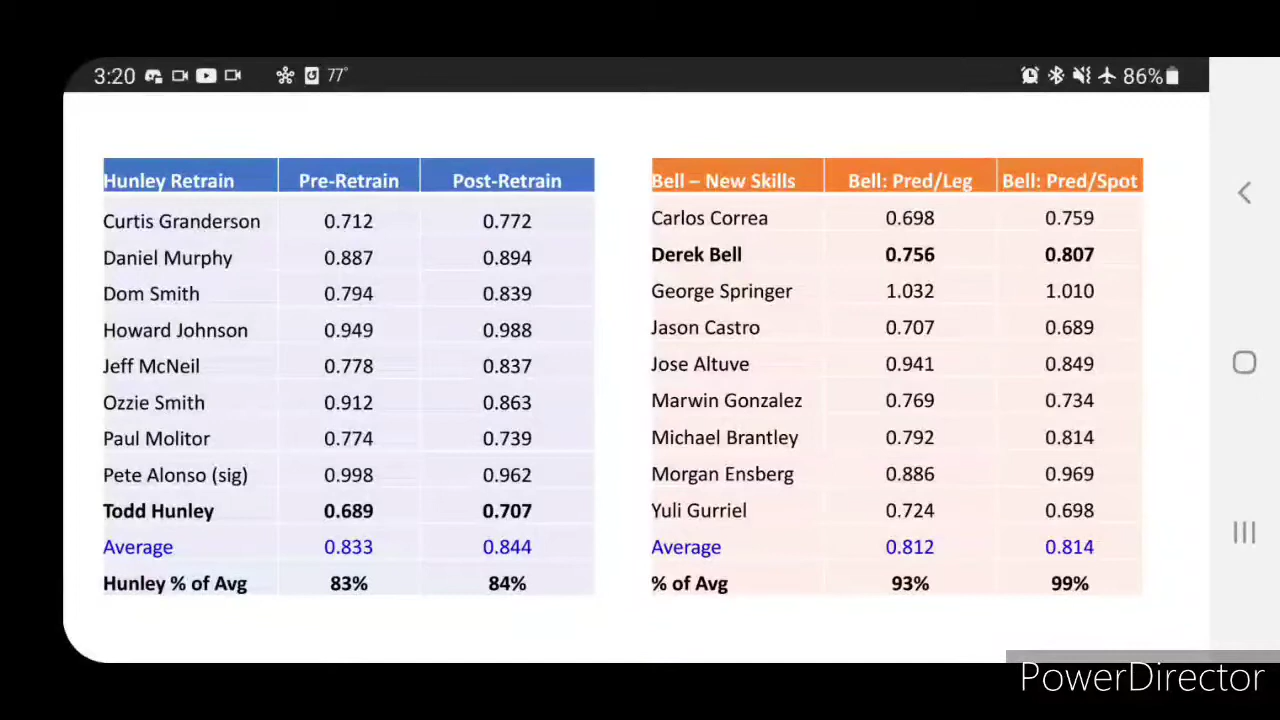 3:20 77° 86%
Hunley Retrain Pre-Retrain Post-Retrain
Curtis Granderson 0.712 0.772
Daniel Murphy 0.887 0.894
Dom Smith 0.794 0.839
Howard Johnson 0.949 0.988
Jeff McNeil 0.778 0.837
Ozzie Smith 0.912 0.863
Paul Molitor 0.774 0.739
Pete Alonso (sig) 0.998 0.962
Todd Hunley 0.689 0.707
Average 0.833 0.844
Hunley % of Avg 83% 84%
Bell – New Skills Bell: Pred/Leg Bell: Pred/Spot
Carlos Correa 0.698 0.759
Derek Bell 0.756 0.807
George Springer 1.032 1.010
Jason Castro 0.707 0.689
Jose Altuve 0.941 0.849
Marwin Gonzalez 0.769 0.734
Michael Brantley 0.792 0.814
Morgan Ensberg 0.886 0.969
Yuli Gurriel 0.724 0.698
Average 0.812 0.814
% of Avg 93% 99%
PowerDirector